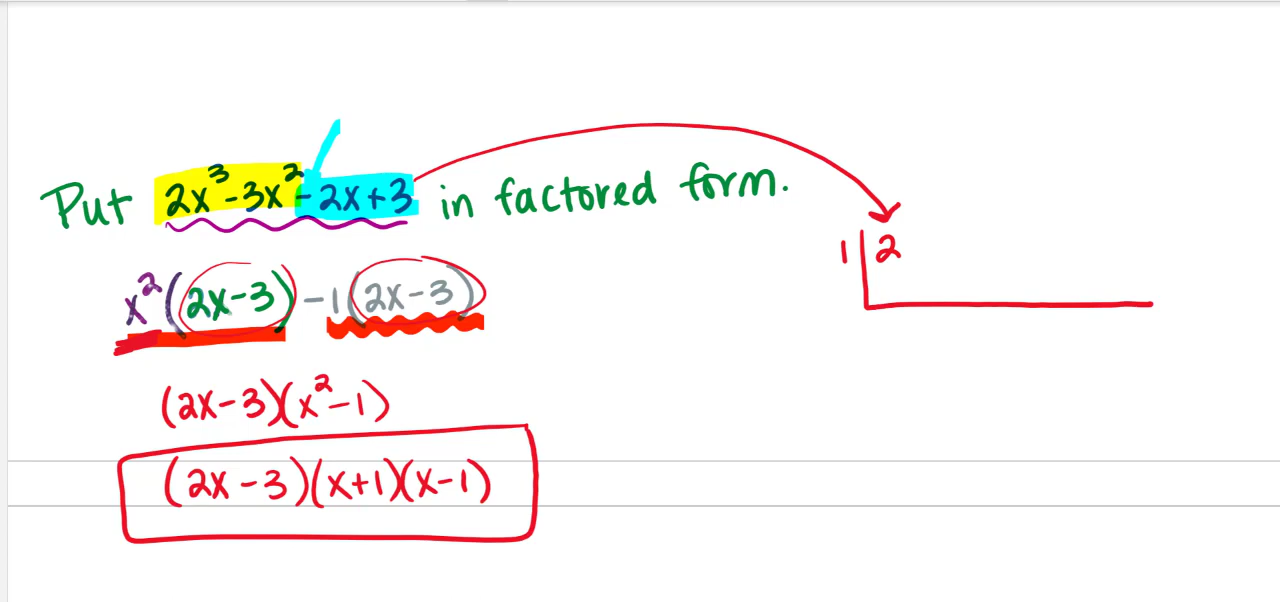 Put 2x³-3x²-2x+3 in factored form.
x²(2x-3)-1(2x-3)
(2x-3)(x²-1)
(2x-3)(x+1)(x-1)
1 2